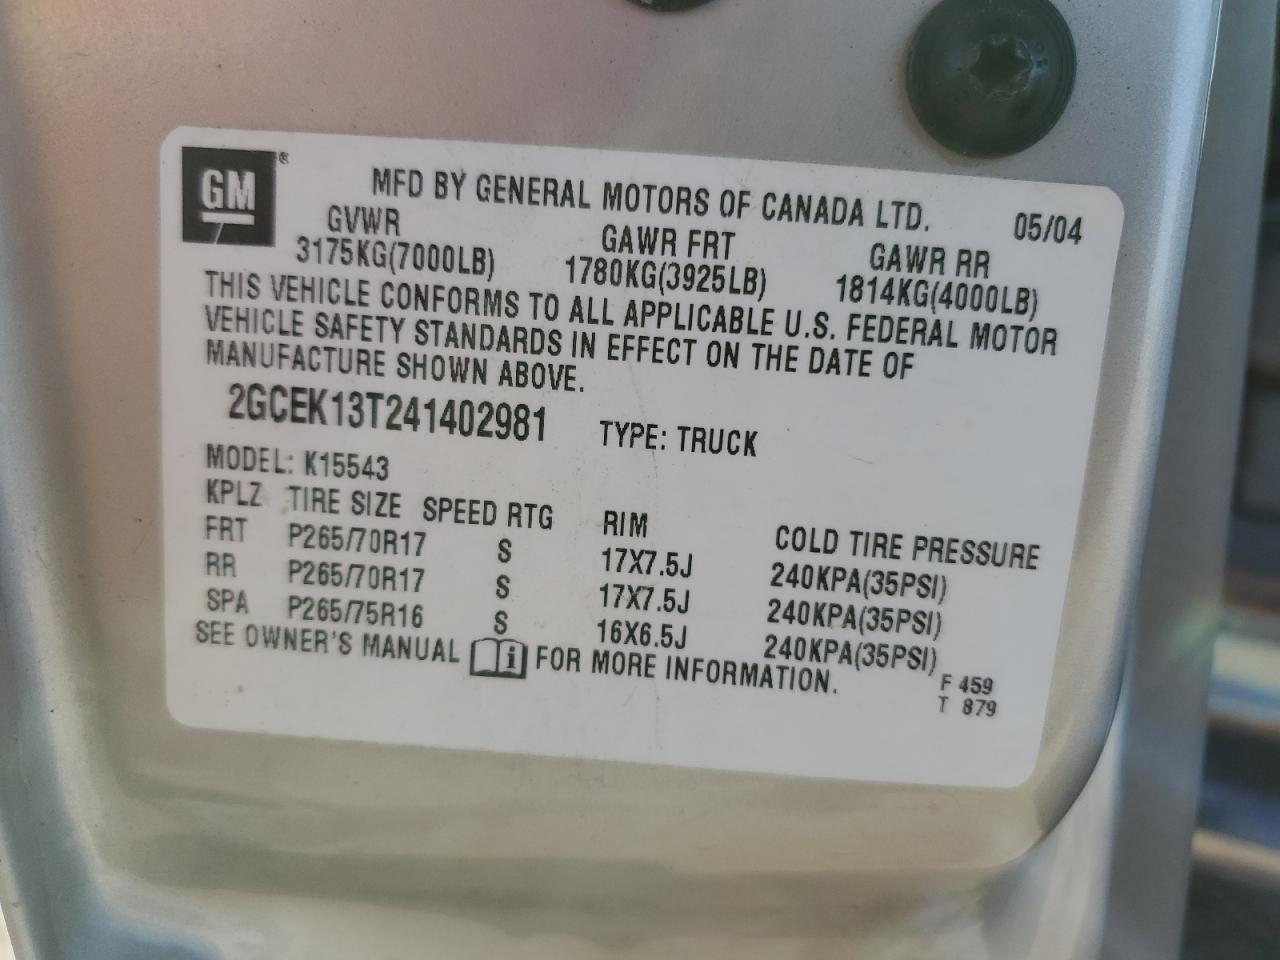 GM®
MFD BY GENERAL MOTORS OF CANADA LTD. 05/04
GVWR GAWR FRT GAWR RR
3175KG(7000LB) 1780KG(3925LB) 1814KG(4000LB)
THIS VEHICLE CONFORMS TO ALL APPLICABLE U.S. FEDERAL MOTOR
VEHICLE SAFETY STANDARDS IN EFFECT ON THE DATE OF
MANUFACTURE SHOWN ABOVE.
2GCEK13T241402981 TYPE: TRUCK
MODEL: K15543
KPLZ TIRE SIZE SPEED RTG RIM COLD TIRE PRESSURE
FRT P265/70R17 S 17X7.5J 240KPA(35PSI)
RR P265/70R17 S 17X7.5J 240KPA(35PSI)
SPA P265/75R16 S 16X6.5J 240KPA(35PSI)
SEE OWNER'S MANUAL i FOR MORE INFORMATION.
F 459
T 879